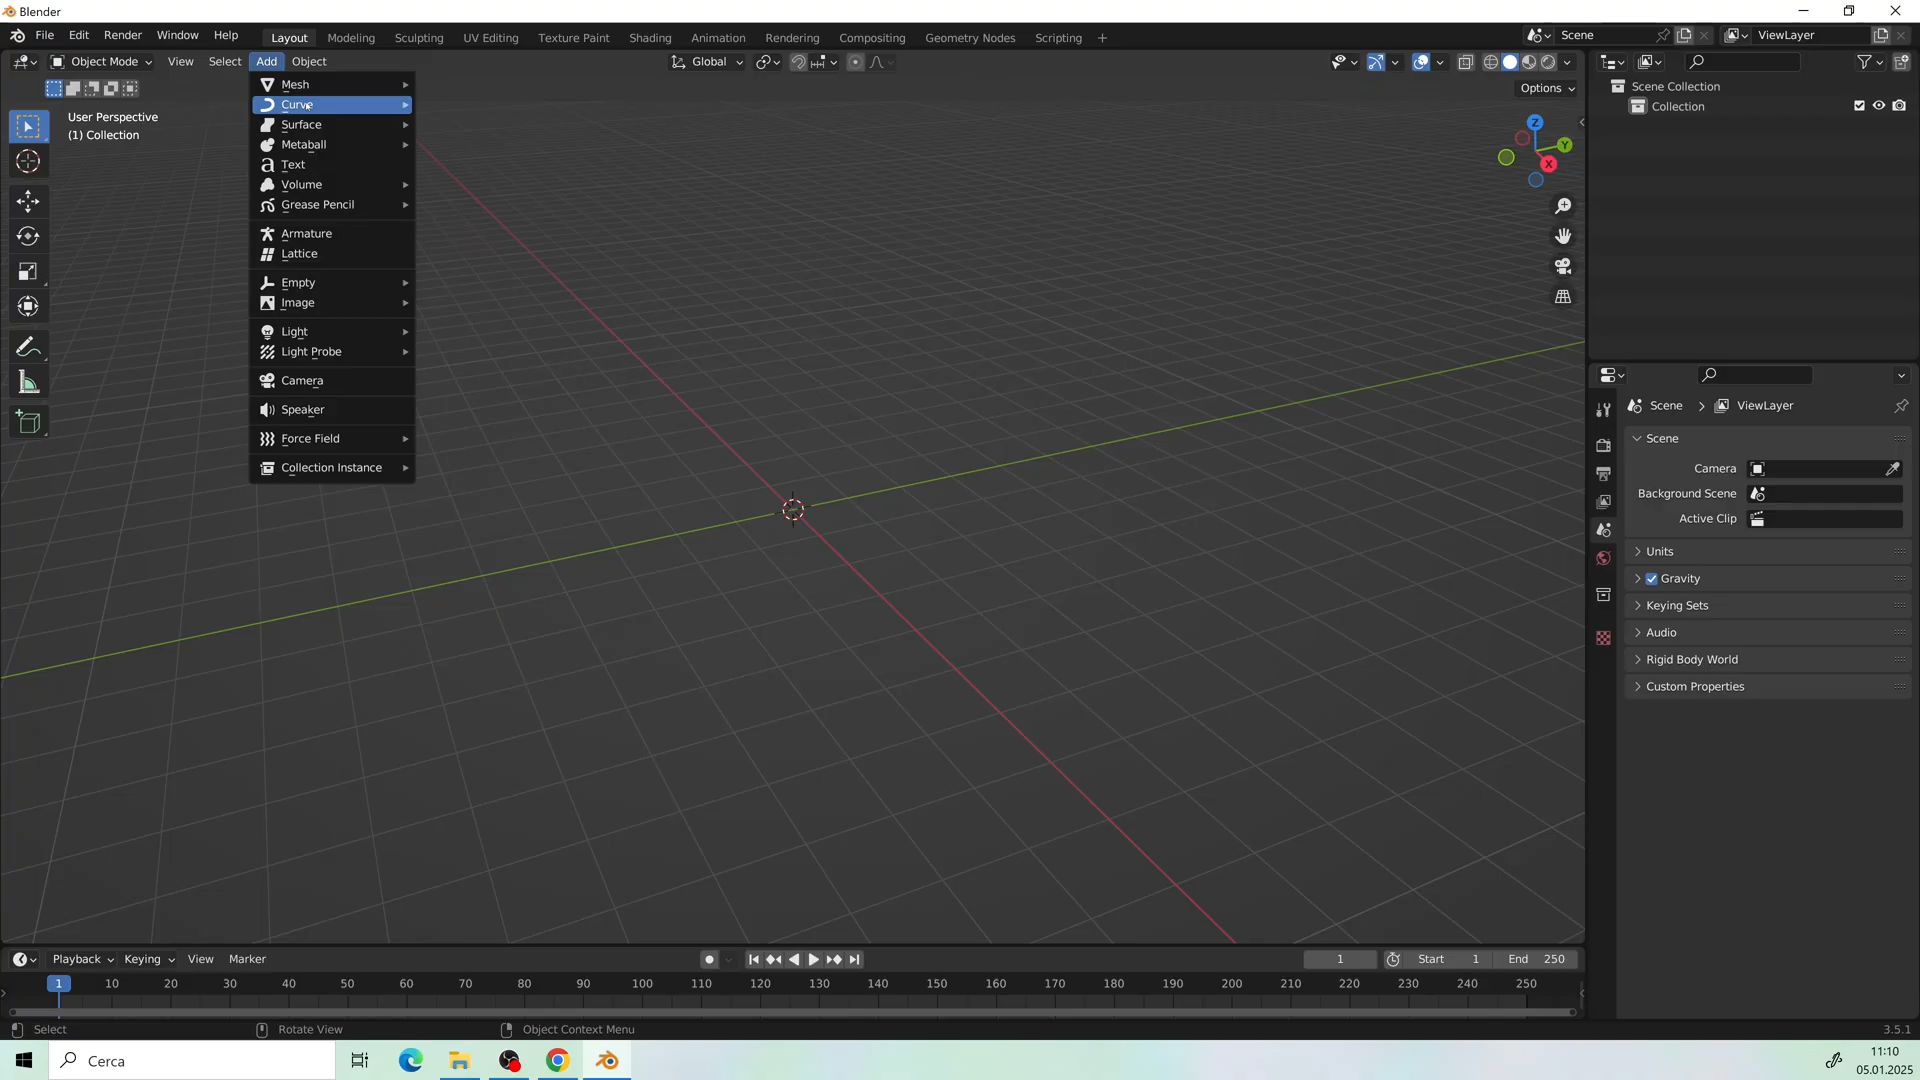 Blender
File Edit Render Window Help Layout Modeling Sculpting UV Editing Texture Paint Shading Animation Rendering Compositing Geometry Nodes Scripting + Scene ViewLayer
Object Mode View Select Add Object Global
Options
User Perspective
(1) Collection
Mesh
Curve
Surface
Metaball
Text
Volume
Grease Pencil
Armature
Lattice
Empty
Image
Light
Light Probe
Camera
Speaker
Force Field
Collection Instance
Z
Y
X
Scene Collection
Collection
Scene > ViewLayer
Scene
Camera
Background Scene
Active Clip
Units
Gravity
Keying Sets
Audio
Rigid Body World
Custom Properties
Playback Keying View Marker 1 Start 1 End 250
1 10 20 30 40 50 60 70 80 90 100 110 120 130 140 150 160 170 180 190 200 210 220 230 240 250
Select Rotate View Object Context Menu 3.5.1
Cerca
11:10
05.01.2025